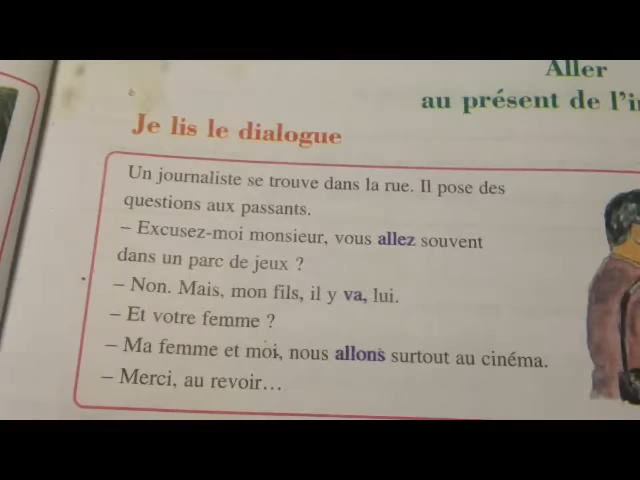 Aller
au présent de l'i
Je lis le dialogue
Un journaliste se trouve dans la rue. Il pose des
questions aux passants.
– Excusez-moi monsieur, vous allez souvent
dans un parc de jeux ?
– Non. Mais, mon fils, il y va, lui.
– Et votre femme ?
– Ma femme et moi, nous allons surtout au cinéma.
– Merci, au revoir...